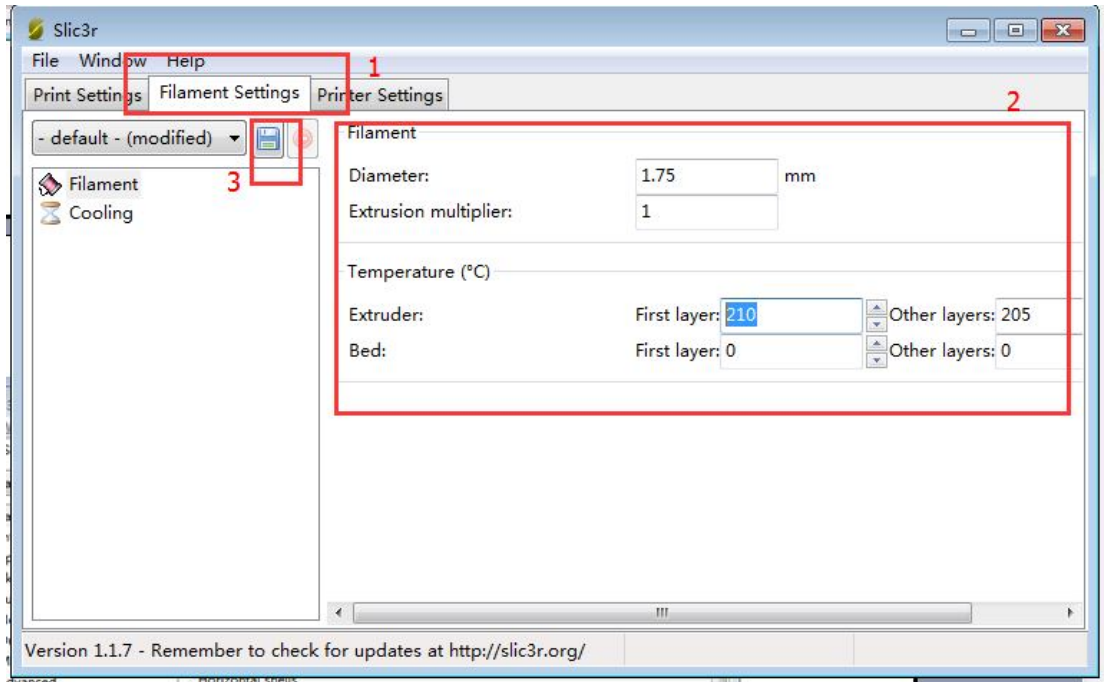 Slic3r
File Window Help
1
Print Settings Filament Settings Printer Settings
2
- default - (modified)
3
Filament
Cooling
Filament
Diameter: 1.75 mm
Extrusion multiplier: 1
Temperature (°C)
Extruder: First layer: 210 Other layers: 205
Bed: First layer: 0 Other layers: 0
Version 1.1.7 - Remember to check for updates at http://slic3r.org/
Horizontal shells